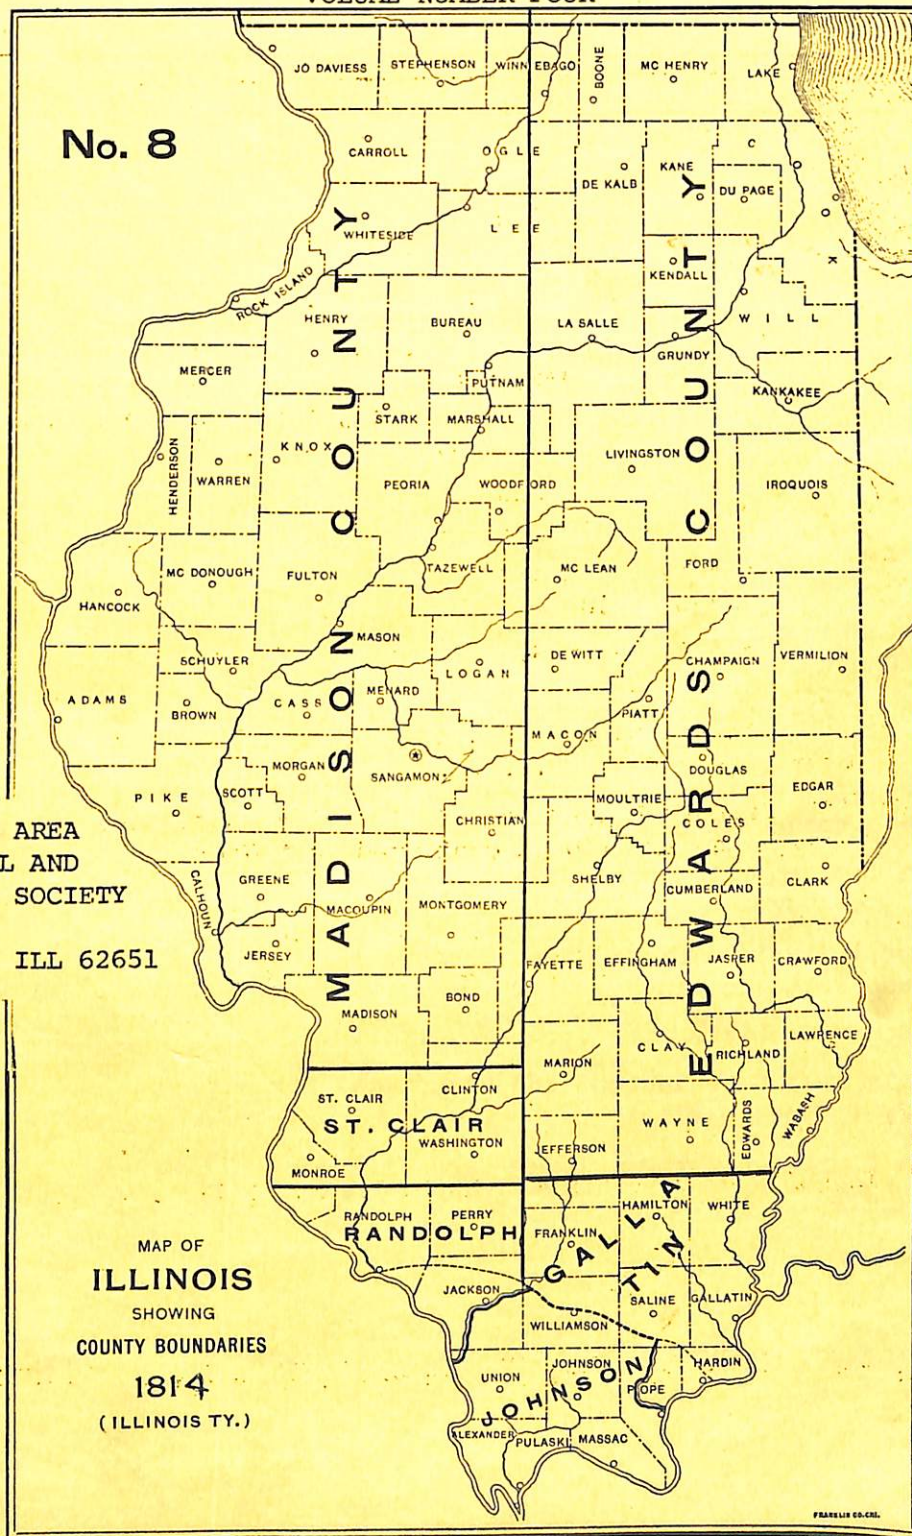 VOLUME NUMBER FOUR
No. 8
JO DAVIESS
STEPHENSON
WINNEBAGO
BOONE
MC HENRY
LAKE
CARROLL
OGLE
DE KALB
KANE
C
DU PAGE
WHITESIDE
LEE
ROCK ISLAND
KENDALL
K
HENRY
BUREAU
LA SALLE
WILL
GRUNDY
MERCER
PUTNAM
KANKAKEE
STARK
MARSHALL
HENDERSON
WARREN
KNOX
PEORIA
WOODFORD
LIVINGSTON
IROQUOIS
MC DONOUGH
FULTON
TAZEWELL
MC LEAN
FORD
HANCOCK
MASON
SCHUYLER
LOGAN
DE WITT
CHAMPAIGN
VERMILION
ADAMS
BROWN
CASS
MENARD
PIATT
MACON
MORGAN
SANGAMON
DOUGLAS
EDGAR
PIKE
SCOTT
CHRISTIAN
MOULTRIE
COLES
AREA
L AND
SOCIETY
ILL 62651
CALHOUN
GREENE
MACOUPIN
MONTGOMERY
SHELBY
CUMBERLAND
CLARK
JERSEY
FAYETTE
EFFINGHAM
JASPER
CRAWFORD
MADISON
BOND
MARION
CLAY
RICHLAND
LAWRENCE
MADISON COUNTY
EDWARDS COUNTY
ST. CLAIR
CLINTON
ST. CLAIR
WASHINGTON
MONROE
JEFFERSON
WAYNE
EDWARDS
WABASH
RANDOLPH
PERRY
RANDOLPH
FRANKLIN
HAMILTON
WHITE
GALLATIN
JACKSON
WILLIAMSON
SALINE
GALLATIN
UNION
JOHNSON
POPE
HARDIN
JOHNSON
ALEXANDER
PULASKI
MASSAC
MAP OF
ILLINOIS
SHOWING
COUNTY BOUNDARIES
1814
(ILLINOIS TY.)
FRANKLIN CO. CHI.